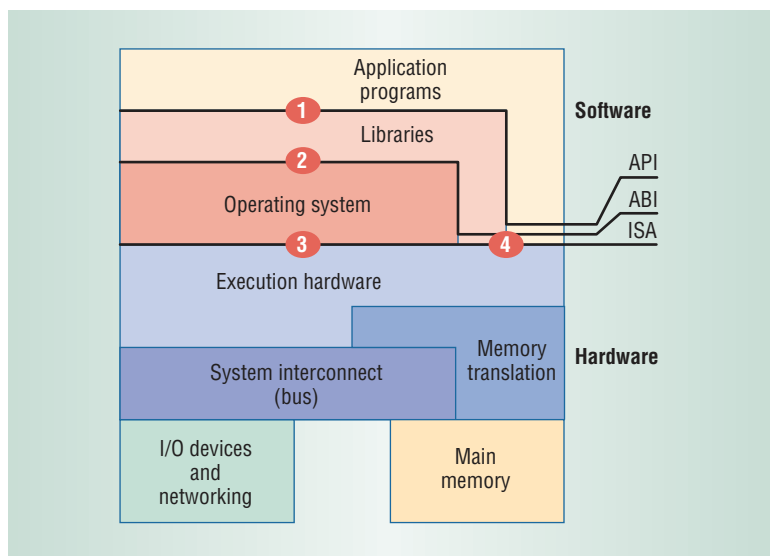 Application
programs
1
Software
Libraries
API
2
ABI
Operating system
ISA
3
4
Execution hardware
Memory
translation
Hardware
System interconnect
(bus)
I/O devices
and
networking
Main
memory